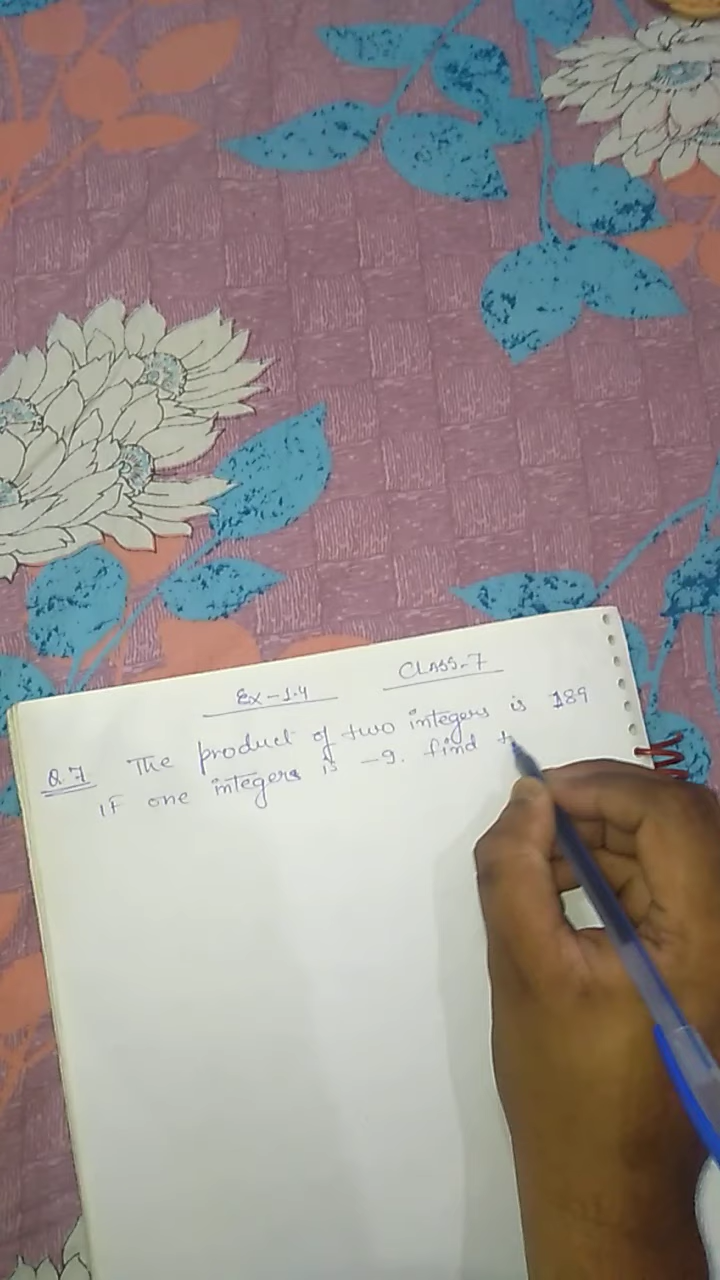 Ex-1.4 CLASS-7
Q.7 The product of two integers is 189
IF one integers is -9. find t